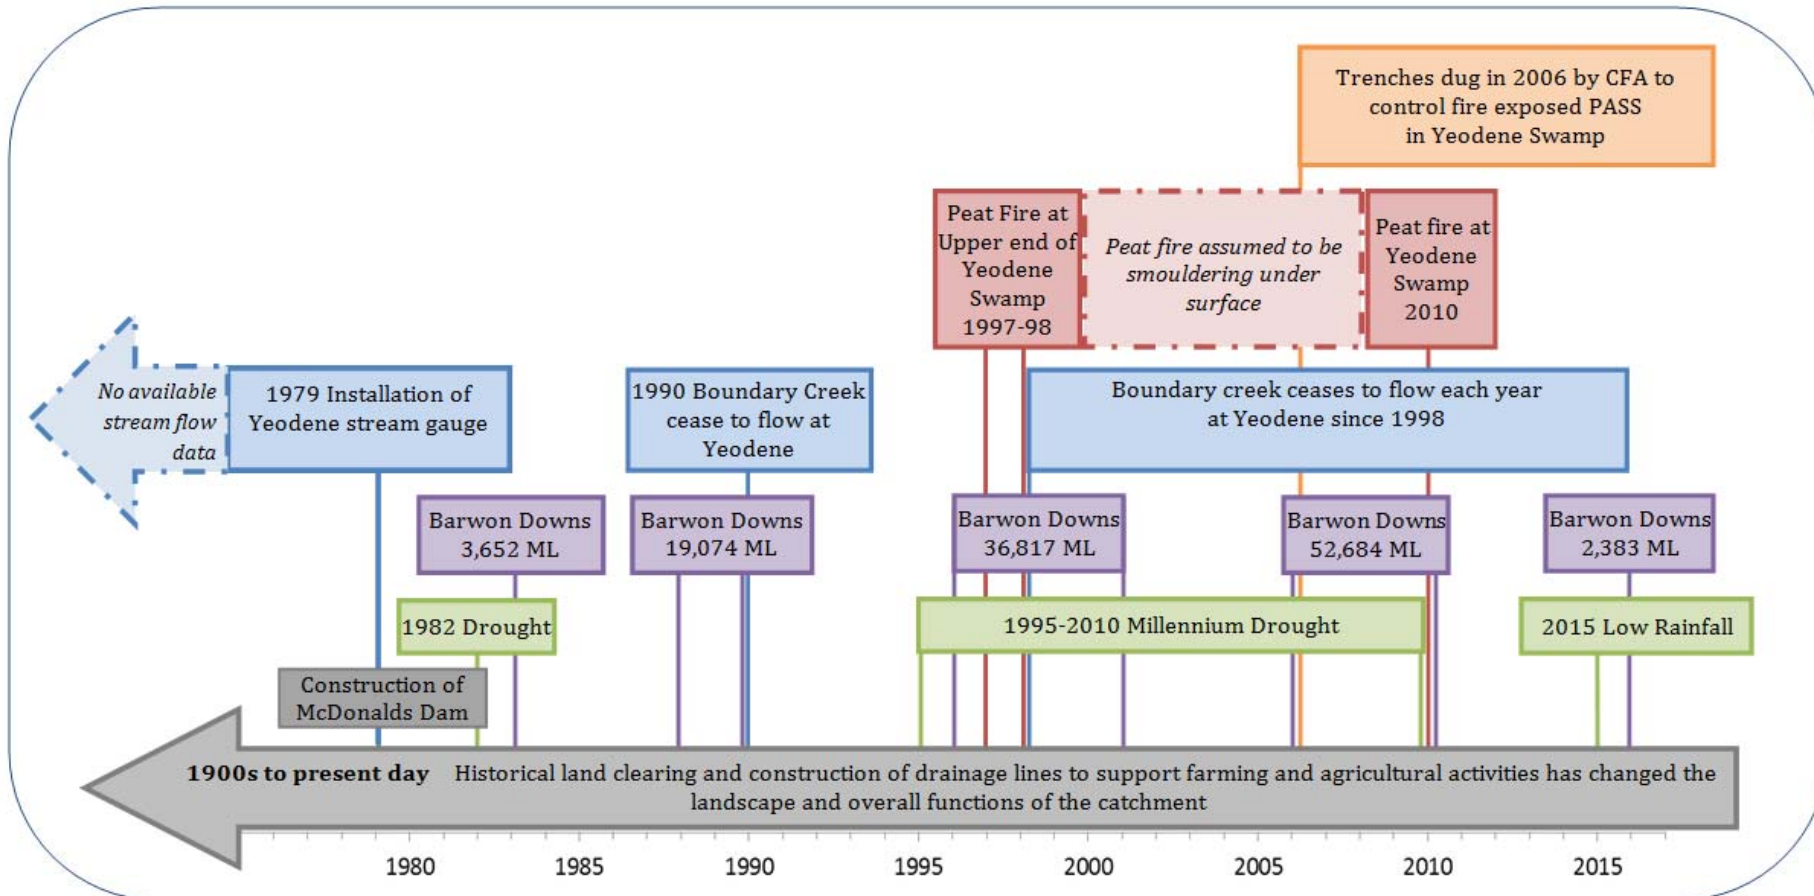 Trenches dug in 2006 by CFA to
control fire exposed PASS
in Yeodene Swamp
Peat Fire at
Upper end of
Yeodene
Swamp
1997-98
Peat fire assumed to be
smouldering under
surface
Peat fire at
Yeodene
Swamp
2010
No available
stream flow
data
1979 Installation of
Yeodene stream gauge
1990 Boundary Creek
cease to flow at
Yeodene
Boundary creek ceases to flow each year
at Yeodene since 1998
Barwon Downs
3,652 ML
Barwon Downs
19,074 ML
Barwon Downs
36,817 ML
Barwon Downs
52,684 ML
Barwon Downs
2,383 ML
1982 Drought
1995-2010 Millennium Drought
2015 Low Rainfall
Construction of
McDonalds Dam
1900s to present day Historical land clearing and construction of drainage lines to support farming and agricultural activities has changed the
landscape and overall functions of the catchment
1980 1985 1990 1995 2000 2005 2010 2015